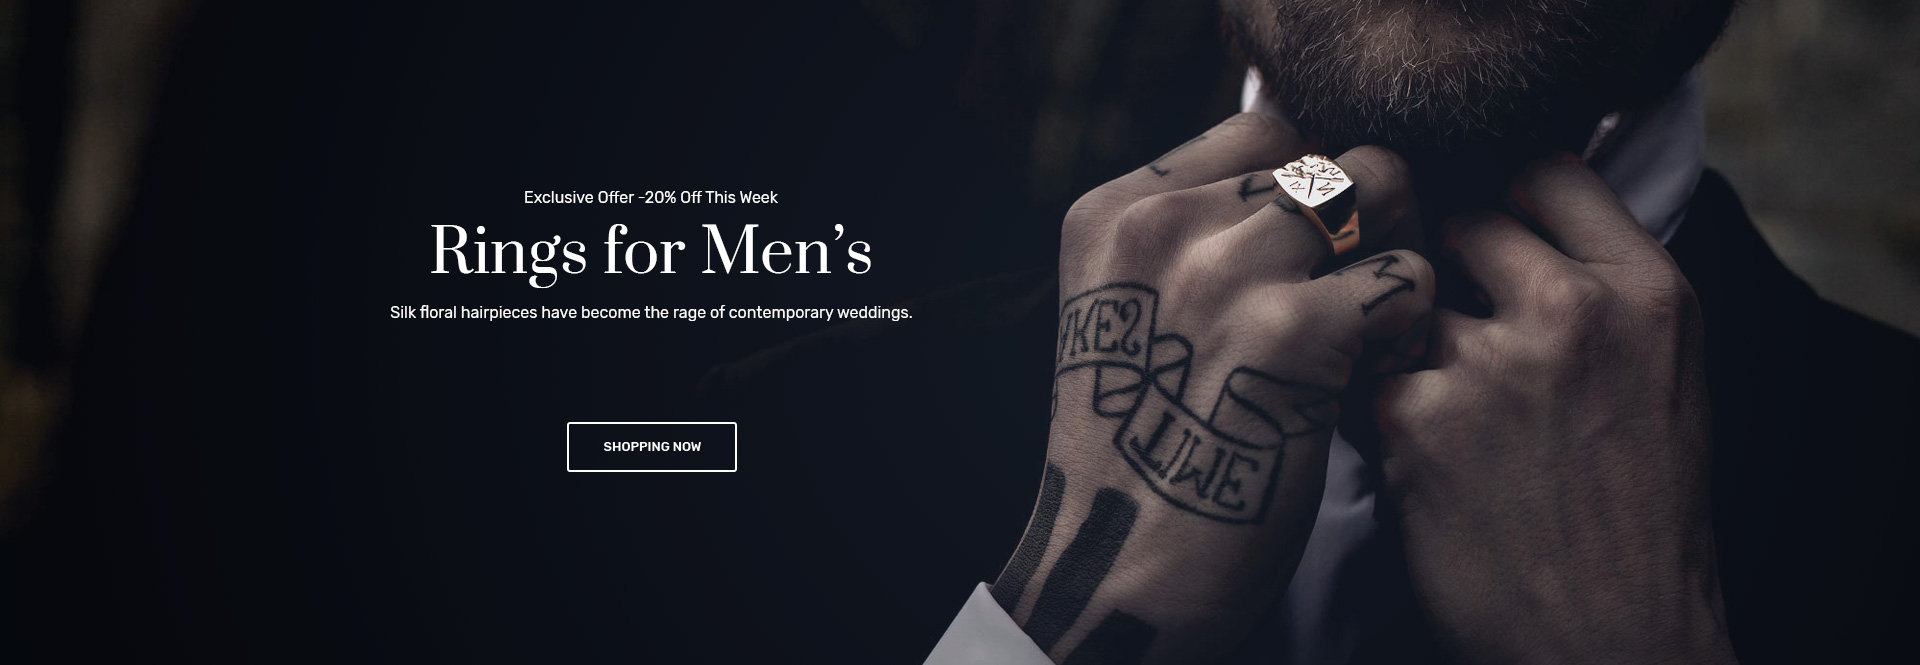 Exclusive Offer -20% Off This Week
Rings for Men’s
Silk floral hairpieces have become the rage of contemporary weddings.
SHOPPING NOW
M
TIME